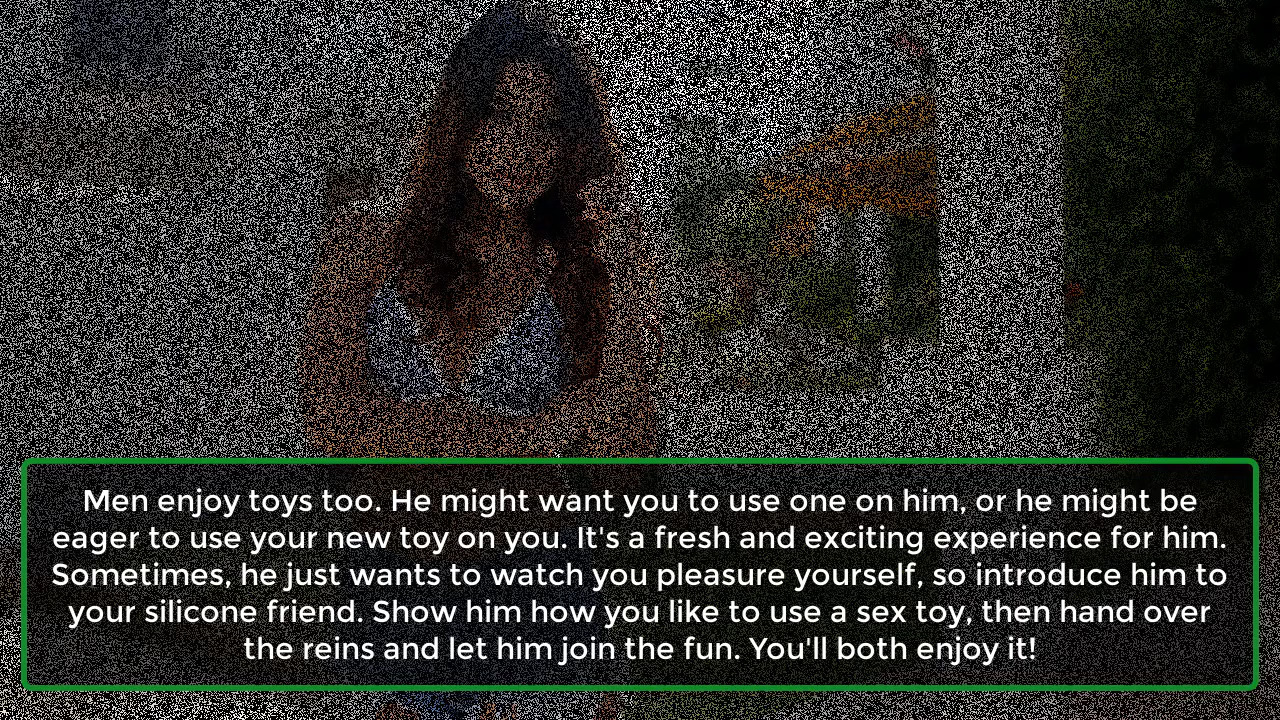 Men enjoy toys too. He might want you to use one on him, or he might be
eager to use your new toy on you. It's a fresh and exciting experience for him.
Sometimes, he just wants to watch you pleasure yourself, so introduce him to
your silicone friend. Show him how you like to use a sex toy, then hand over
the reins and let him join the fun. You'll both enjoy it!